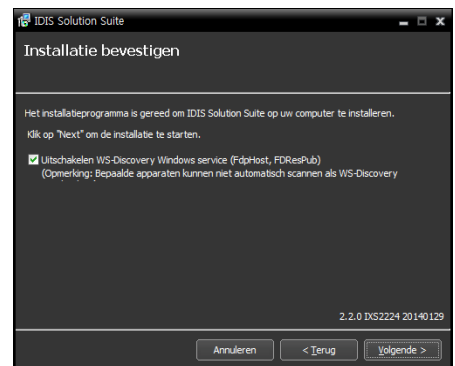 IDIS Solution Suite
Installatie bevestigen
Het installatieprogramma is gereed om IDIS Solution Suite op uw computer te installeren.
Klik op "Next" om de installatie te starten.
Uitschakelen WS-Discovery Windows service (FdpHost, FDResPub)
(Opmerking: Bepaalde apparaten kunnen niet automatisch scannen als WS-Discovery
2.2.0 IXS2224 20140129
Annuleren
< Terug
Volgende >